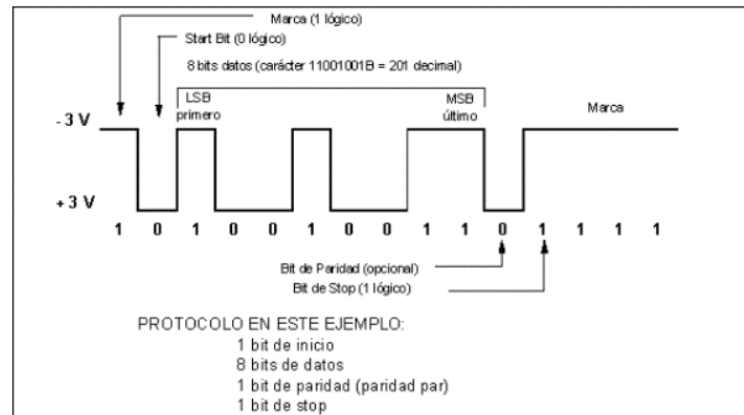 Marca (1 lógico)
Start Bit (0 lógico)
8 bits datos (carácter 11001001B = 201 decimal)
LSB
primero
MSB
último
Marca
- 3 V
+ 3 V
1 0 1 0 0 1 0 0 1 1 0 1 1 1 1
Bit de Paridad (opcional)
Bit de Stop (1 lógico)
PROTOCOLO EN ESTE EJEMPLO:
1 bit de inicio
8 bits de datos
1 bit de paridad (paridad par)
1 bit de stop